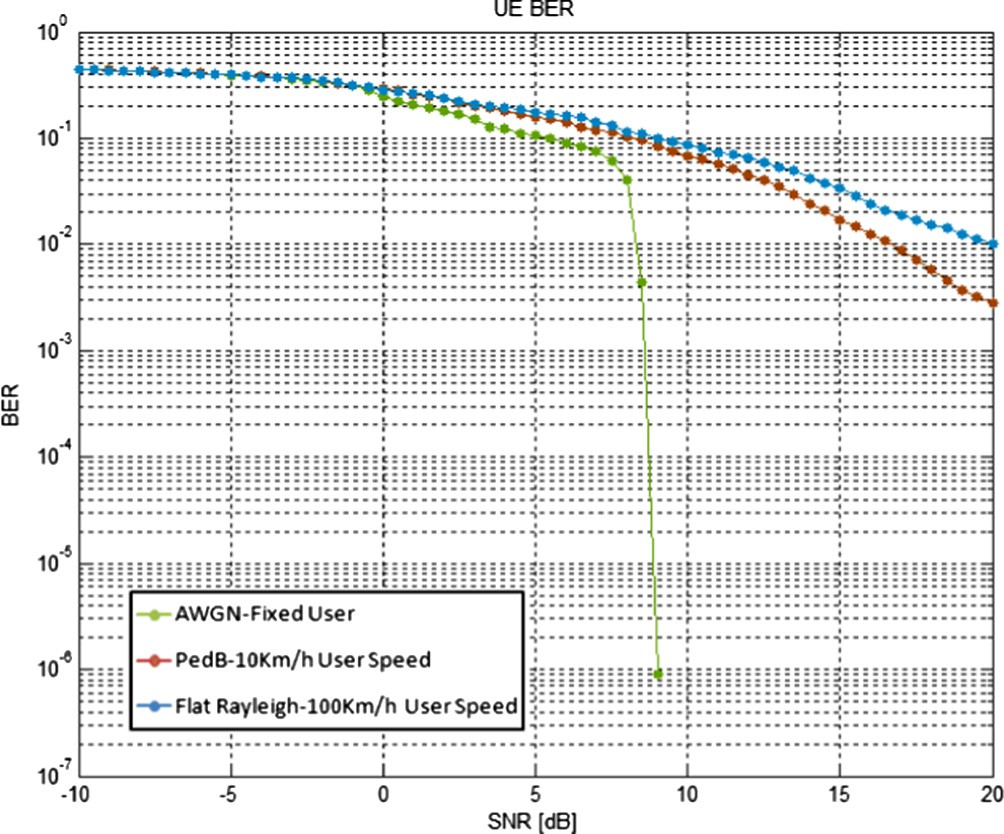 UE BER
10^0
10^-1
10^-2
10^-3
10^-4
10^-5
10^-6
10^-7
BER
AWGN-Fixed User
PedB-10Km/h User Speed
Flat Rayleigh-100Km/h User Speed
-10 -5 0 5 10 15 20
SNR [dB]